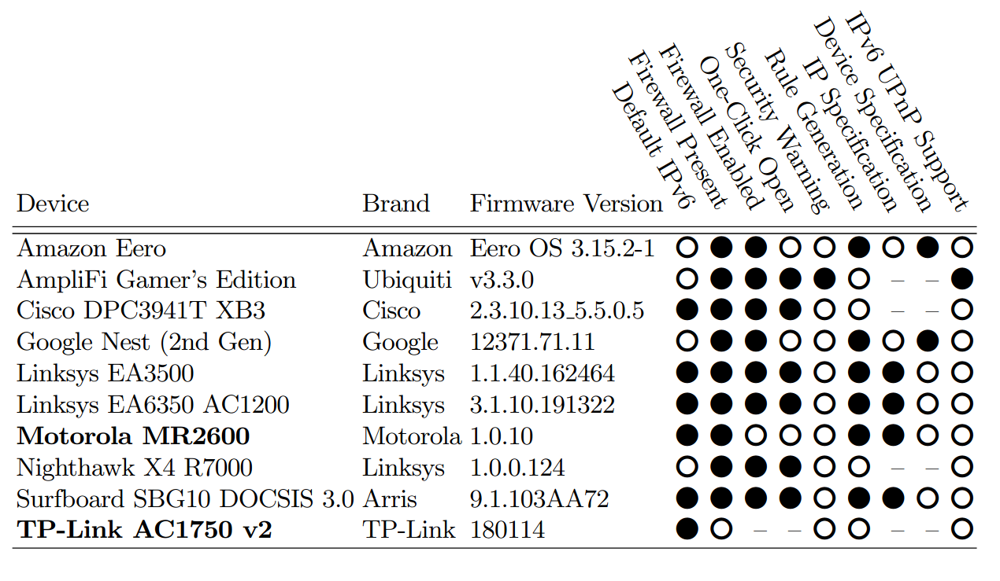 Default IPv6
Firewall Present
Firewall Enabled
One-Click Open
Security Warning
Rule Generation
IP Specification
Device Specification
IPv6 UPnP Support
Device Brand Firmware Version
Amazon Eero Amazon Eero OS 3.15.2-1 ○ ● ● ○ ○ ● ○ ● ○
AmpliFi Gamer's Edition Ubiquiti v3.3.0 ○ ● ● ● ● ○ – – ●
Cisco DPC3941T XB3 Cisco 2.3.10.13_5.5.0.5 ● ● ● ● ○ ○ – – ○
Google Nest (2nd Gen) Google 12371.71.11 ○ ● ● ○ ○ ● ○ ● ○
Linksys EA3500 Linksys 1.1.40.162464 ● ● ● ● ○ ● ● ○ ○
Linksys EA6350 AC1200 Linksys 3.1.10.191322 ● ● ● ● ○ ● ● ○ ○
Motorola MR2600 Motorola 1.0.10 ● ● ○ ○ ○ ● ● ○ ○
Nighthawk X4 R7000 Linksys 1.0.0.124 ○ ● ● ● ○ ○ – – ○
Surfboard SBG10 DOCSIS 3.0 Arris 9.1.103AA72 ● ● ● ● ○ ● ● ○ ○
TP-Link AC1750 v2 TP-Link 180114 ● ○ – – ○ ○ – – ○